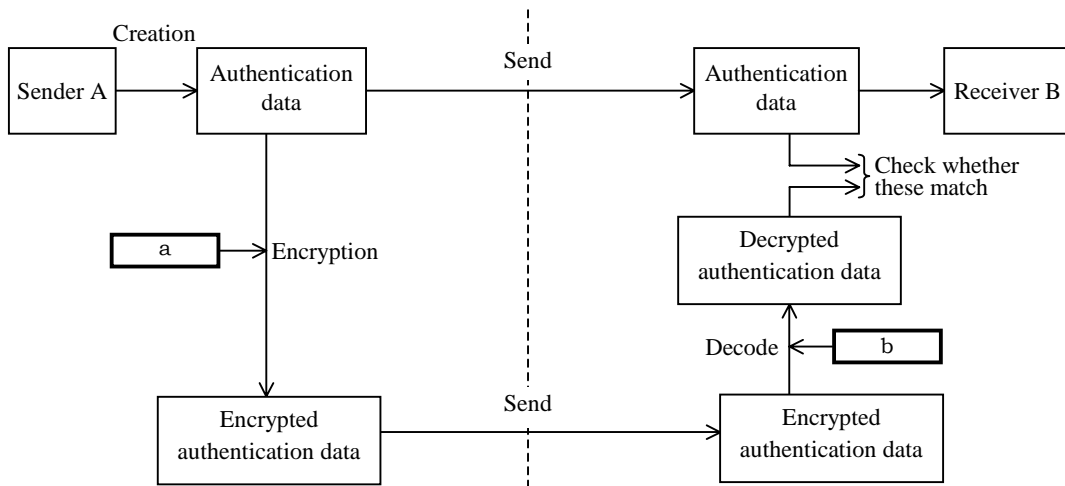 Creation
Sender A
Authentication
data
Send
Authentication
data
Receiver B
Check whether
these match
a
Encryption
Decrypted
authentication data
Decode
b
Encrypted
authentication data
Send
Encrypted
authentication data